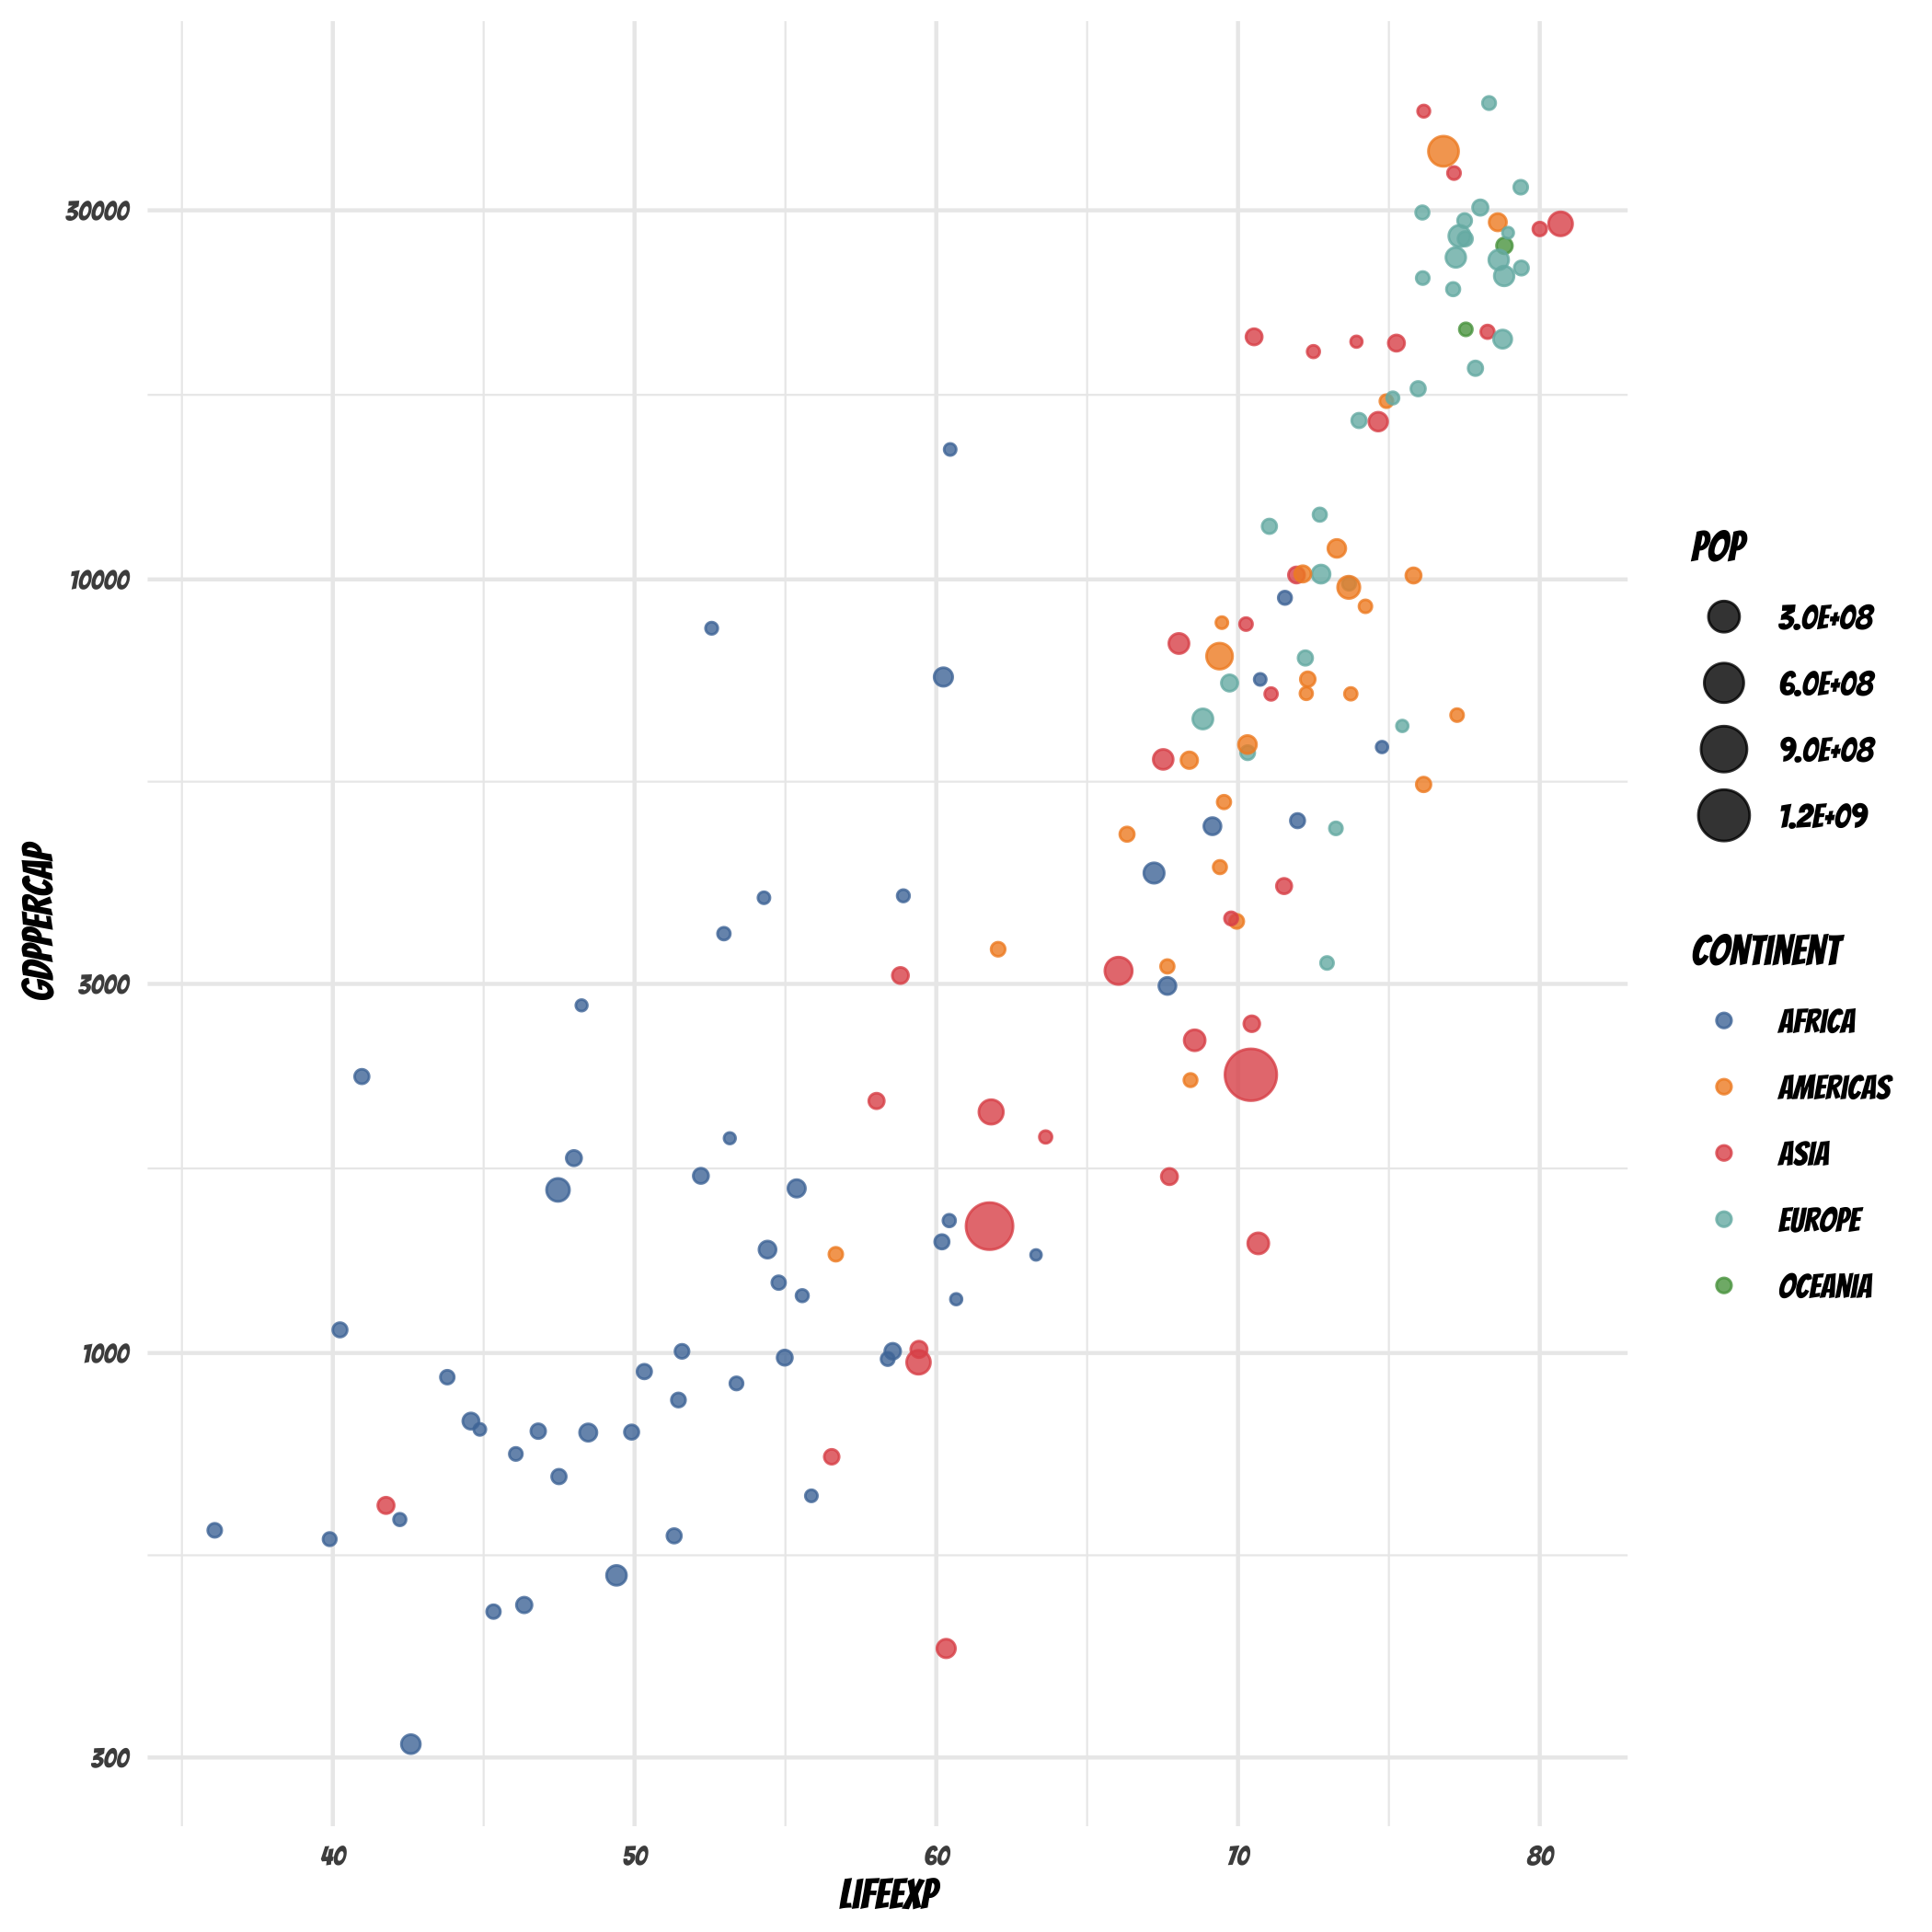 GDPPERCAP
30000
10000
3000
1000
300
40 50 60 70 80
LIFEEXP
POP
3.0E+08
6.0E+08
9.0E+08
1.2E+09
CONTINENT
AFRICA
AMERICAS
ASIA
EUROPE
OCEANIA